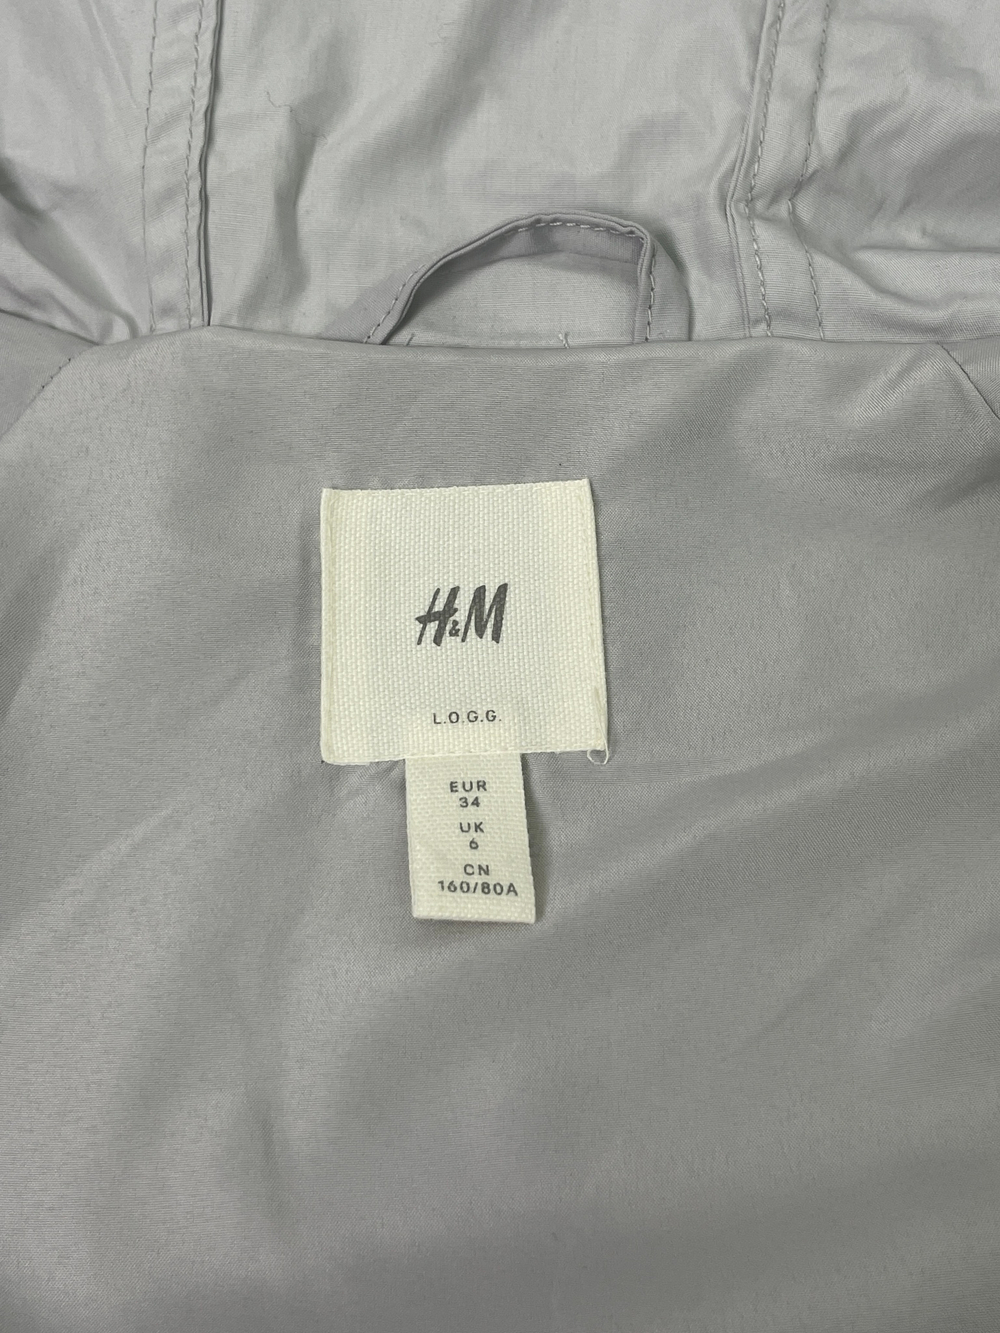 H&M
L.O.G.G.
EUR
34
UK
6
CN
160/80A